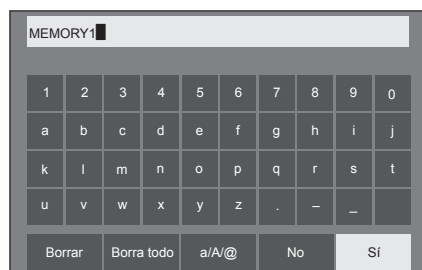 MEMORY1
1 2 3 4 5 6 7 8 9 0
a b c d e f g h i j
k l m n o p q r s t
u v w x y z . – _
Borrar Borra todo a/A/@ No Sí